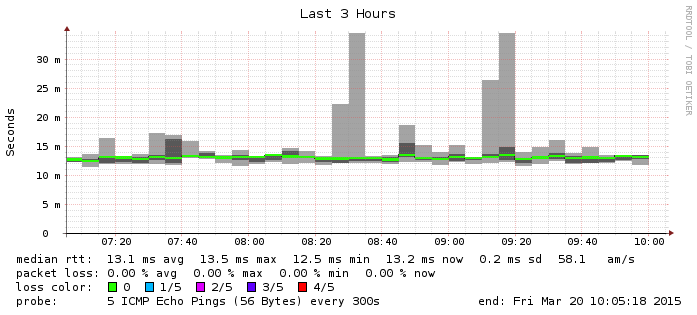 Last 3 Hours
RRDTOOL / TOBI OETIKER
Seconds
30 m
25 m
20 m
15 m
10 m
5 m
0
07:20 07:40 08:00 08:20 08:40 09:00 09:20 09:40 10:00
median rtt: 13.1 ms avg 13.5 ms max 12.5 ms min 13.2 ms now 0.2 ms sd 58.1 am/s
packet loss: 0.00 % avg 0.00 % max 0.00 % min 0.00 % now
loss color: 0 1/5 2/5 3/5 4/5
probe: 5 ICMP Echo Pings (56 Bytes) every 300s end: Fri Mar 20 10:05:18 2015